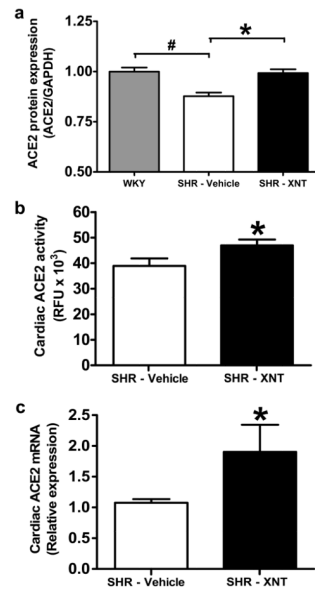 a
ACE2 protein expression
(ACE2/GAPDH)
1.25
1.00
0.75
0.50
#
*
WKY
SHR - Vehicle
SHR - XNT
b
Cardiac ACE2 activity
(RFU x 10³)
60
50
40
30
20
10
0
*
SHR - Vehicle
SHR - XNT
c
Cardiac ACE2 mRNA
(Relative expression)
2.5
2.0
1.5
1.0
0.5
0.0
*
SHR - Vehicle
SHR - XNT